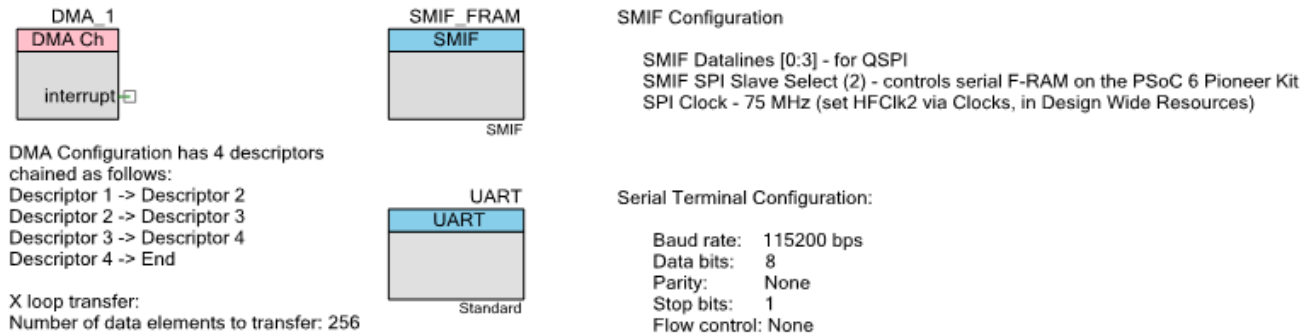 DMA_1
DMA Ch
interrupt
DMA Configuration has 4 descriptors
chained as follows:
Descriptor 1 -> Descriptor 2
Descriptor 2 -> Descriptor 3
Descriptor 3 -> Descriptor 4
Descriptor 4 -> End
X loop transfer:
Number of data elements to transfer: 256
SMIF_FRAM
SMIF
SMIF
UART
UART
Standard
SMIF Configuration
SMIF Datalines [0:3] - for QSPI
SMIF SPI Slave Select (2) - controls serial F-RAM on the PSoC 6 Pioneer Kit
SPI Clock - 75 MHz (set HFClk2 via Clocks, in Design Wide Resources)
Serial Terminal Configuration:
Baud rate: 115200 bps
Data bits: 8
Parity: None
Stop bits: 1
Flow control: None